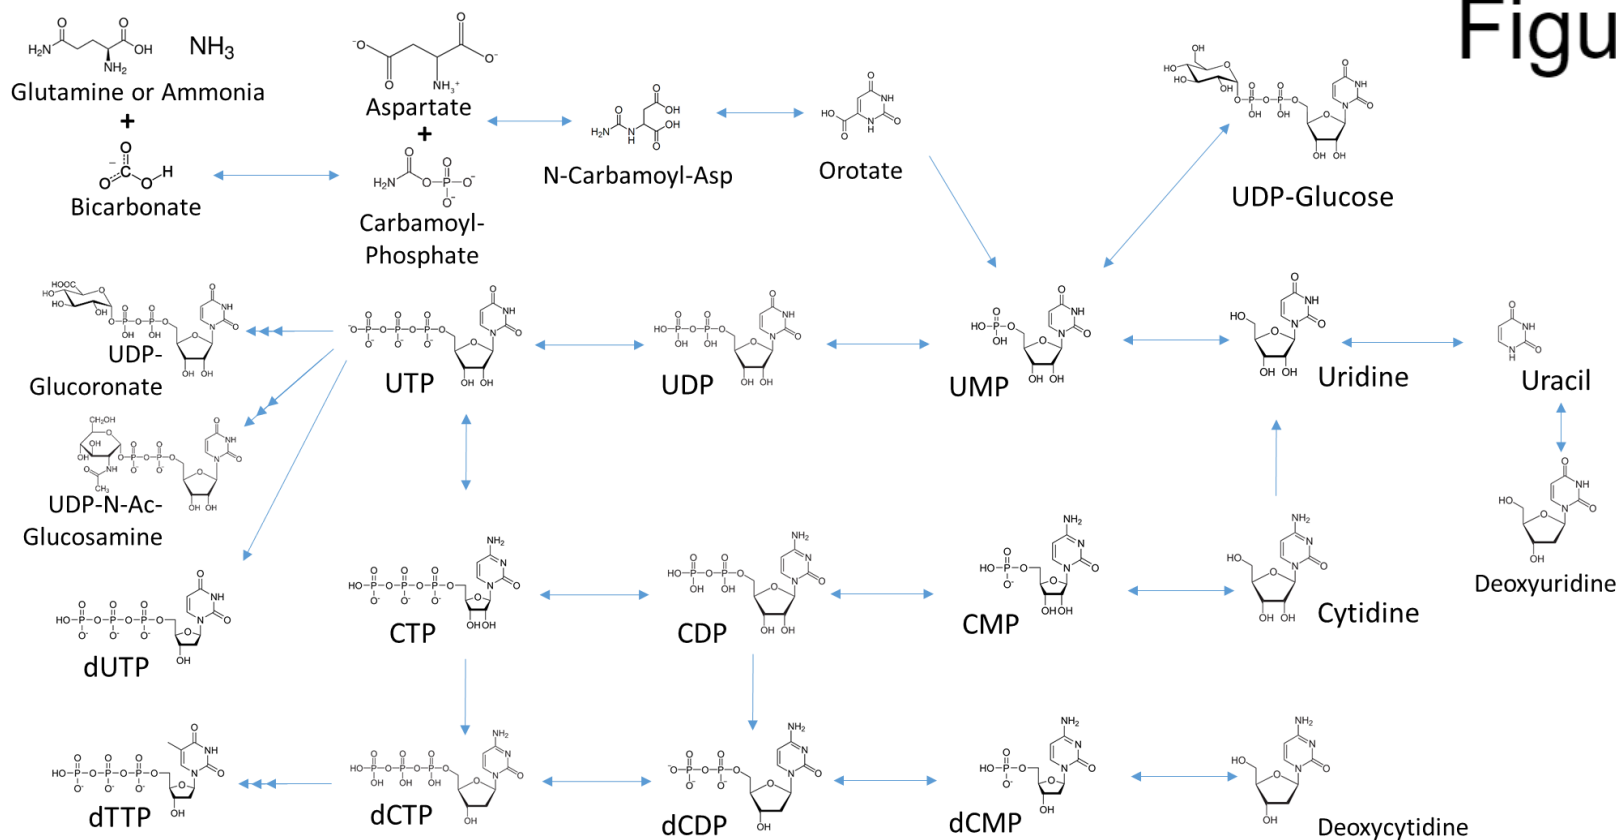 Figu
NH3
Glutamine or Ammonia
+
Bicarbonate
Aspartate
+
Carbamoyl-
Phosphate
N-Carbamoyl-Asp
Orotate
UDP-Glucose
UDP-
Glucoronate
UTP
UDP
UMP
Uridine
Uracil
UDP-N-Ac-
Glucosamine
Deoxyuridine
dUTP
CTP
CDP
CMP
Cytidine
dTTP
dCTP
dCDP
dCMP
Deoxycytidine